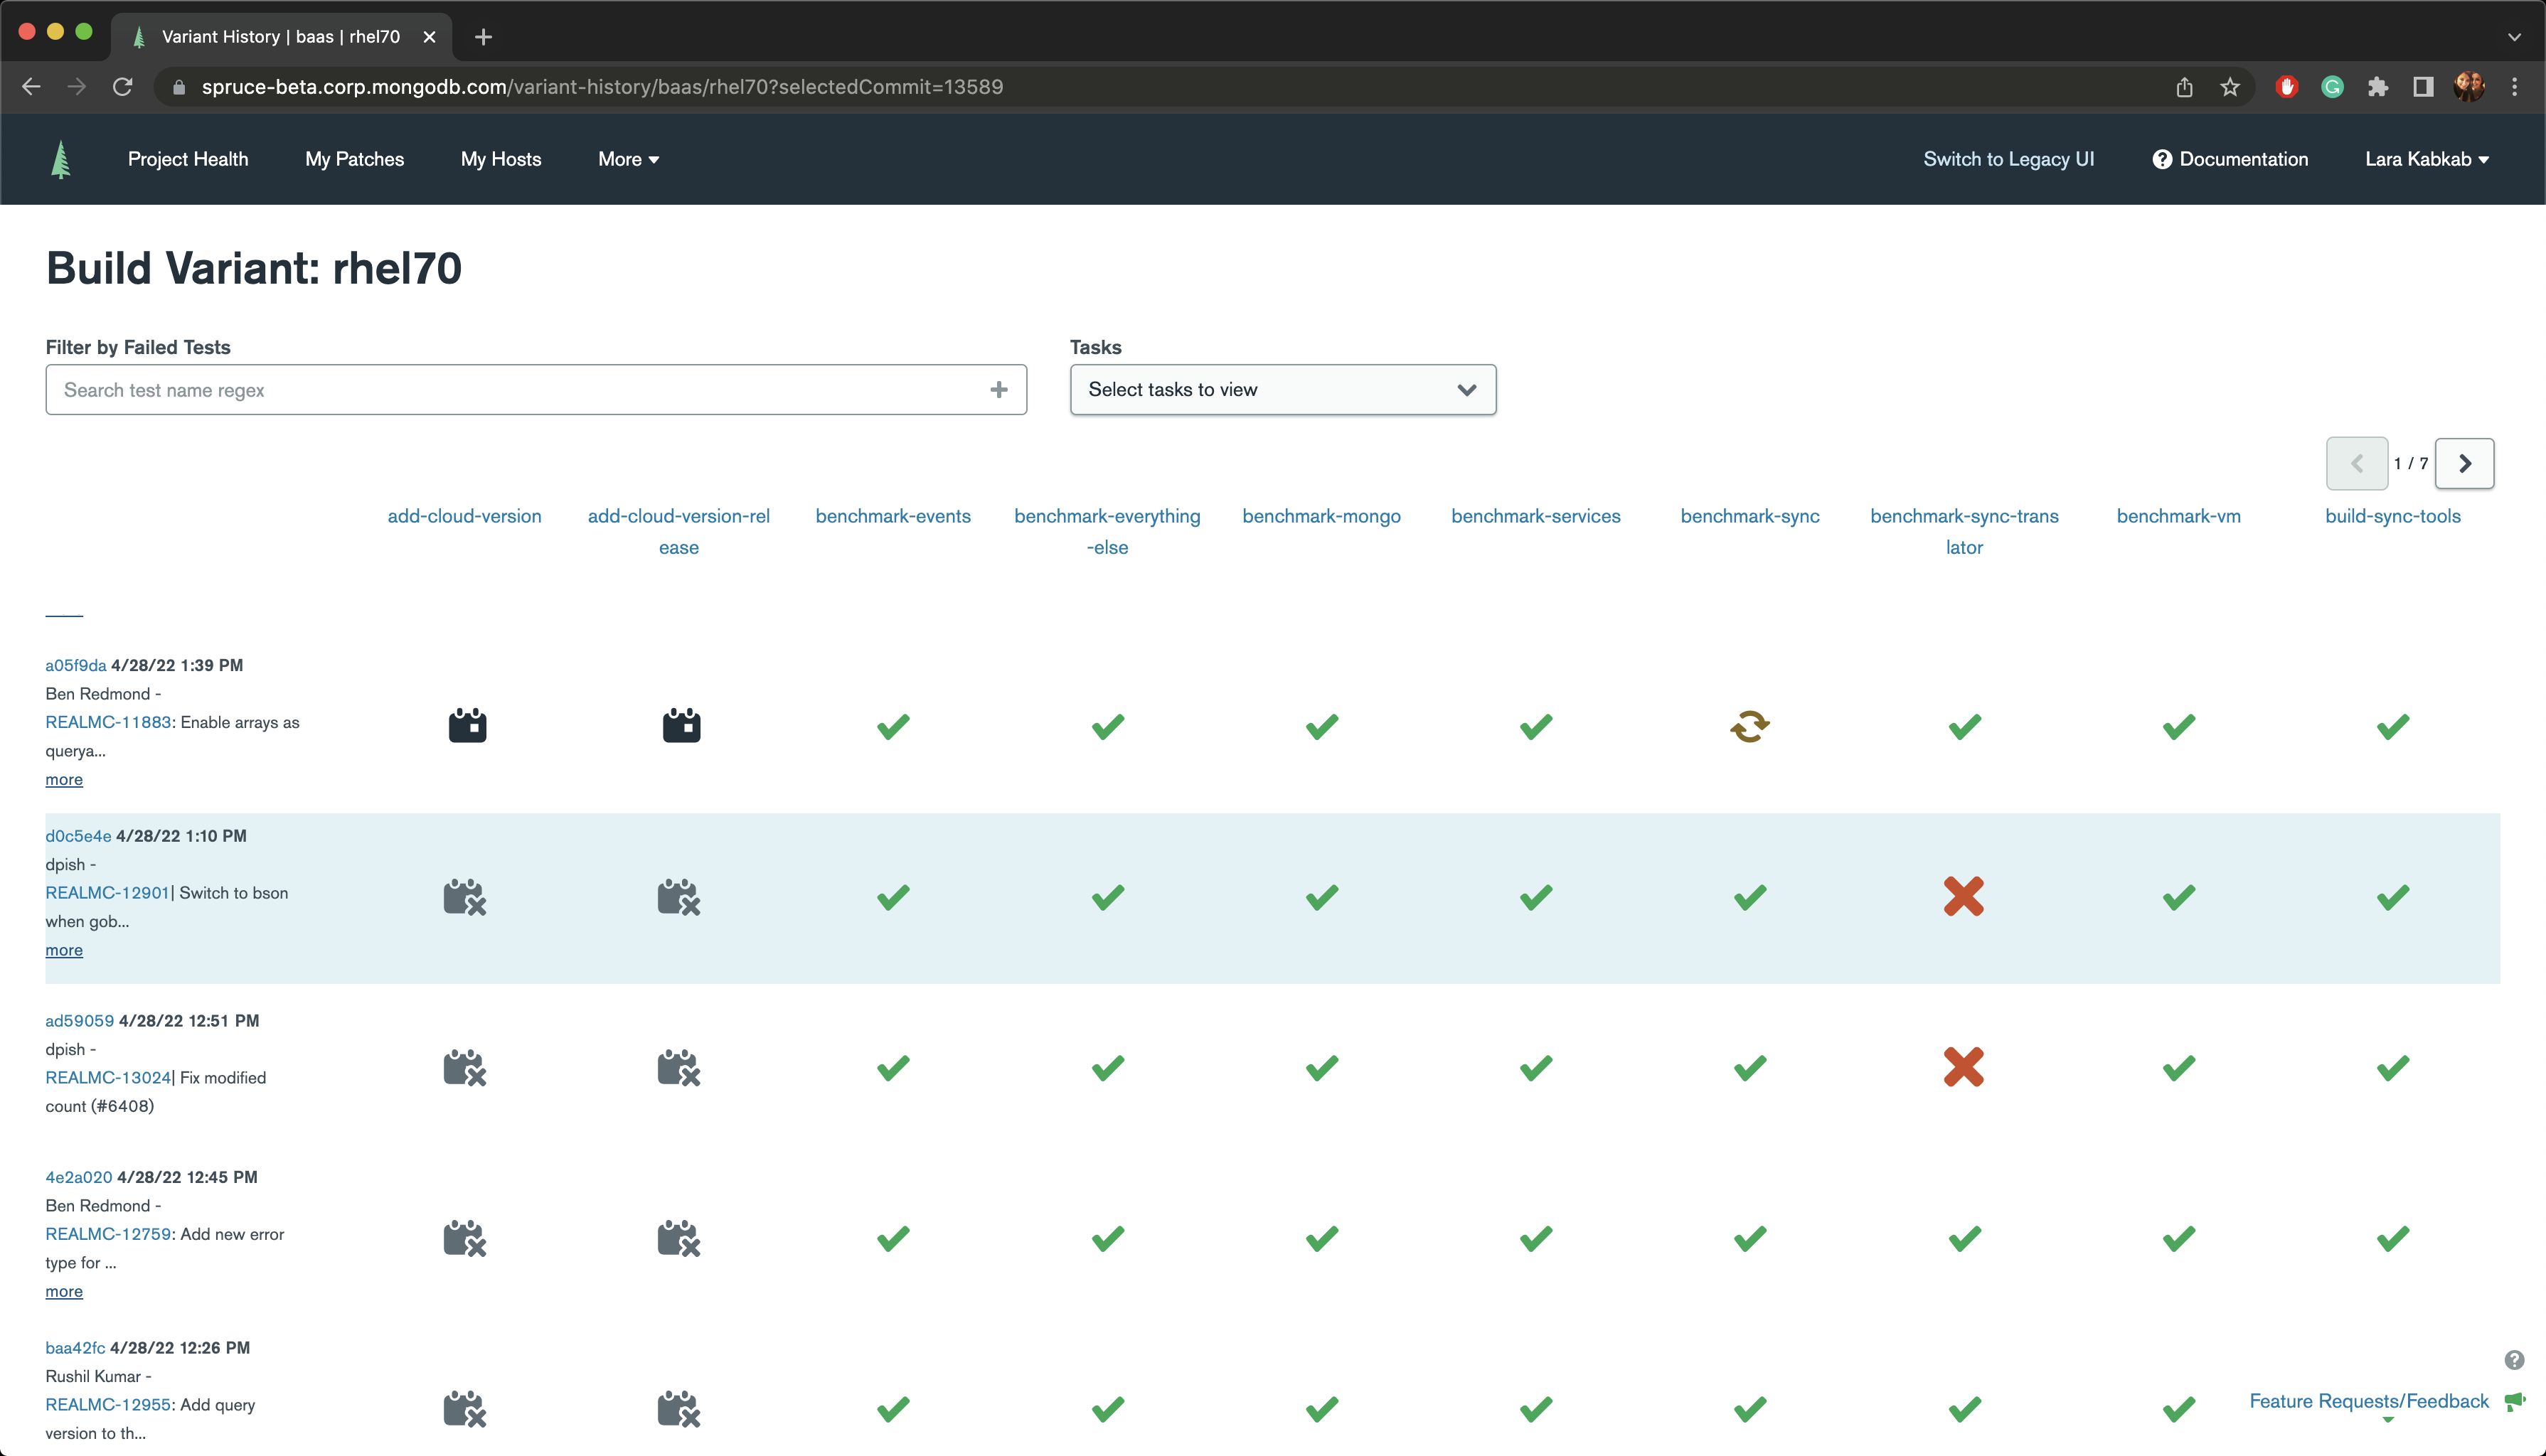 Variant History | baas | rhel70
spruce-beta.corp.mongodb.com/variant-history/baas/rhel70?selectedCommit=13589
Project Health My Patches My Hosts More Switch to Legacy UI Documentation Lara Kabkab
Build Variant: rhel70
Filter by Failed Tests Tasks
Search test name regex Select tasks to view
1 / 7
add-cloud-version add-cloud-version-rel benchmark-events benchmark-everything benchmark-mongo benchmark-services benchmark-sync benchmark-sync-trans benchmark-vm build-sync-tools
ease -else lator
a05f9da 4/28/22 1:39 PM
Ben Redmond -
REALMC-11883: Enable arrays as
querya...
more
d0c5e4e 4/28/22 1:10 PM
dpish -
REALMC-12901| Switch to bson
when gob...
more
ad59059 4/28/22 12:51 PM
dpish -
REALMC-13024| Fix modified
count (#6408)
4e2a020 4/28/22 12:45 PM
Ben Redmond -
REALMC-12759: Add new error
type for ...
more
baa42fc 4/28/22 12:26 PM
Rushil Kumar -
REALMC-12955: Add query
version to th...
Feature Requests/Feedback